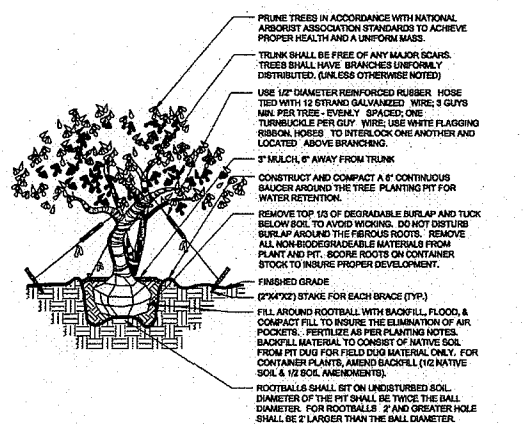 PRUNE TREES IN ACCORDANCE WITH NATIONAL
ARBORIST ASSOCIATION STANDARDS TO ACHIEVE
PROPER HEALTH AND A UNIFORM MASS.
TRUNK SHALL BE FREE OF ANY MAJOR SCARS.
TREES SHALL HAVE BRANCHES UNIFORMLY
DISTRIBUTED. (UNLESS OTHERWISE NOTED)
USE 1/2" DIAMETER REINFORCED RUBBER HOSE
TIED WITH 12 STRAND GALVANIZED WIRE; 3 GUYS
MIN. PER TREE - EVENLY SPACED; ONE
TURNBUCKLE PER GUY WIRE; USE WHITE FLAGGING
RIBBON. HOSES TO INTERLOCK ONE ANOTHER AND
LOCATED ABOVE BRANCHING.
3" MULCH, 6" AWAY FROM TRUNK
CONSTRUCT AND COMPACT A 6" CONTINUOUS
SAUCER AROUND THE TREE PLANTING PIT FOR
WATER RETENTION.
REMOVE TOP 1/3 OF DEGRADABLE BURLAP AND TUCK
BELOW SOIL TO AVOID WICKING. DO NOT DISTURB
BURLAP AROUND THE FIBROUS ROOTS. REMOVE
ALL NON-BIODEGRADEABLE MATERIALS FROM
PLANT AND PIT. SCORE ROOTS ON CONTAINER
STOCK TO INSURE PROPER DEVELOPMENT.
FINISHED GRADE
(2"X4"X2') STAKE FOR EACH BRACE (TYP.)
FILL AROUND ROOTBALL WITH BACKFILL, FLOOD, &
COMPACT FILL TO INSURE THE ELIMINATION OF AIR
POCKETS. FERTILIZE AS PER PLANTING NOTES.
BACKFILL MATERIAL TO CONSIST OF NATIVE SOIL
FROM PIT DUG FOR FIELD DUG MATERIAL ONLY. FOR
CONTAINER PLANTS, AMEND BACKFILL (1/2 NATIVE
SOIL & 1/2 SOIL AMENDMENTS).
ROOTBALLS SHALL SIT ON UNDISTURBED SOIL.
DIAMETER OF THE PIT SHALL BE TWICE THE BALL
DIAMETER. FOR ROOTBALLS 2' AND GREATER HOLE
SHALL BE 2' LARGER THAN THE BALL DIAMETER.